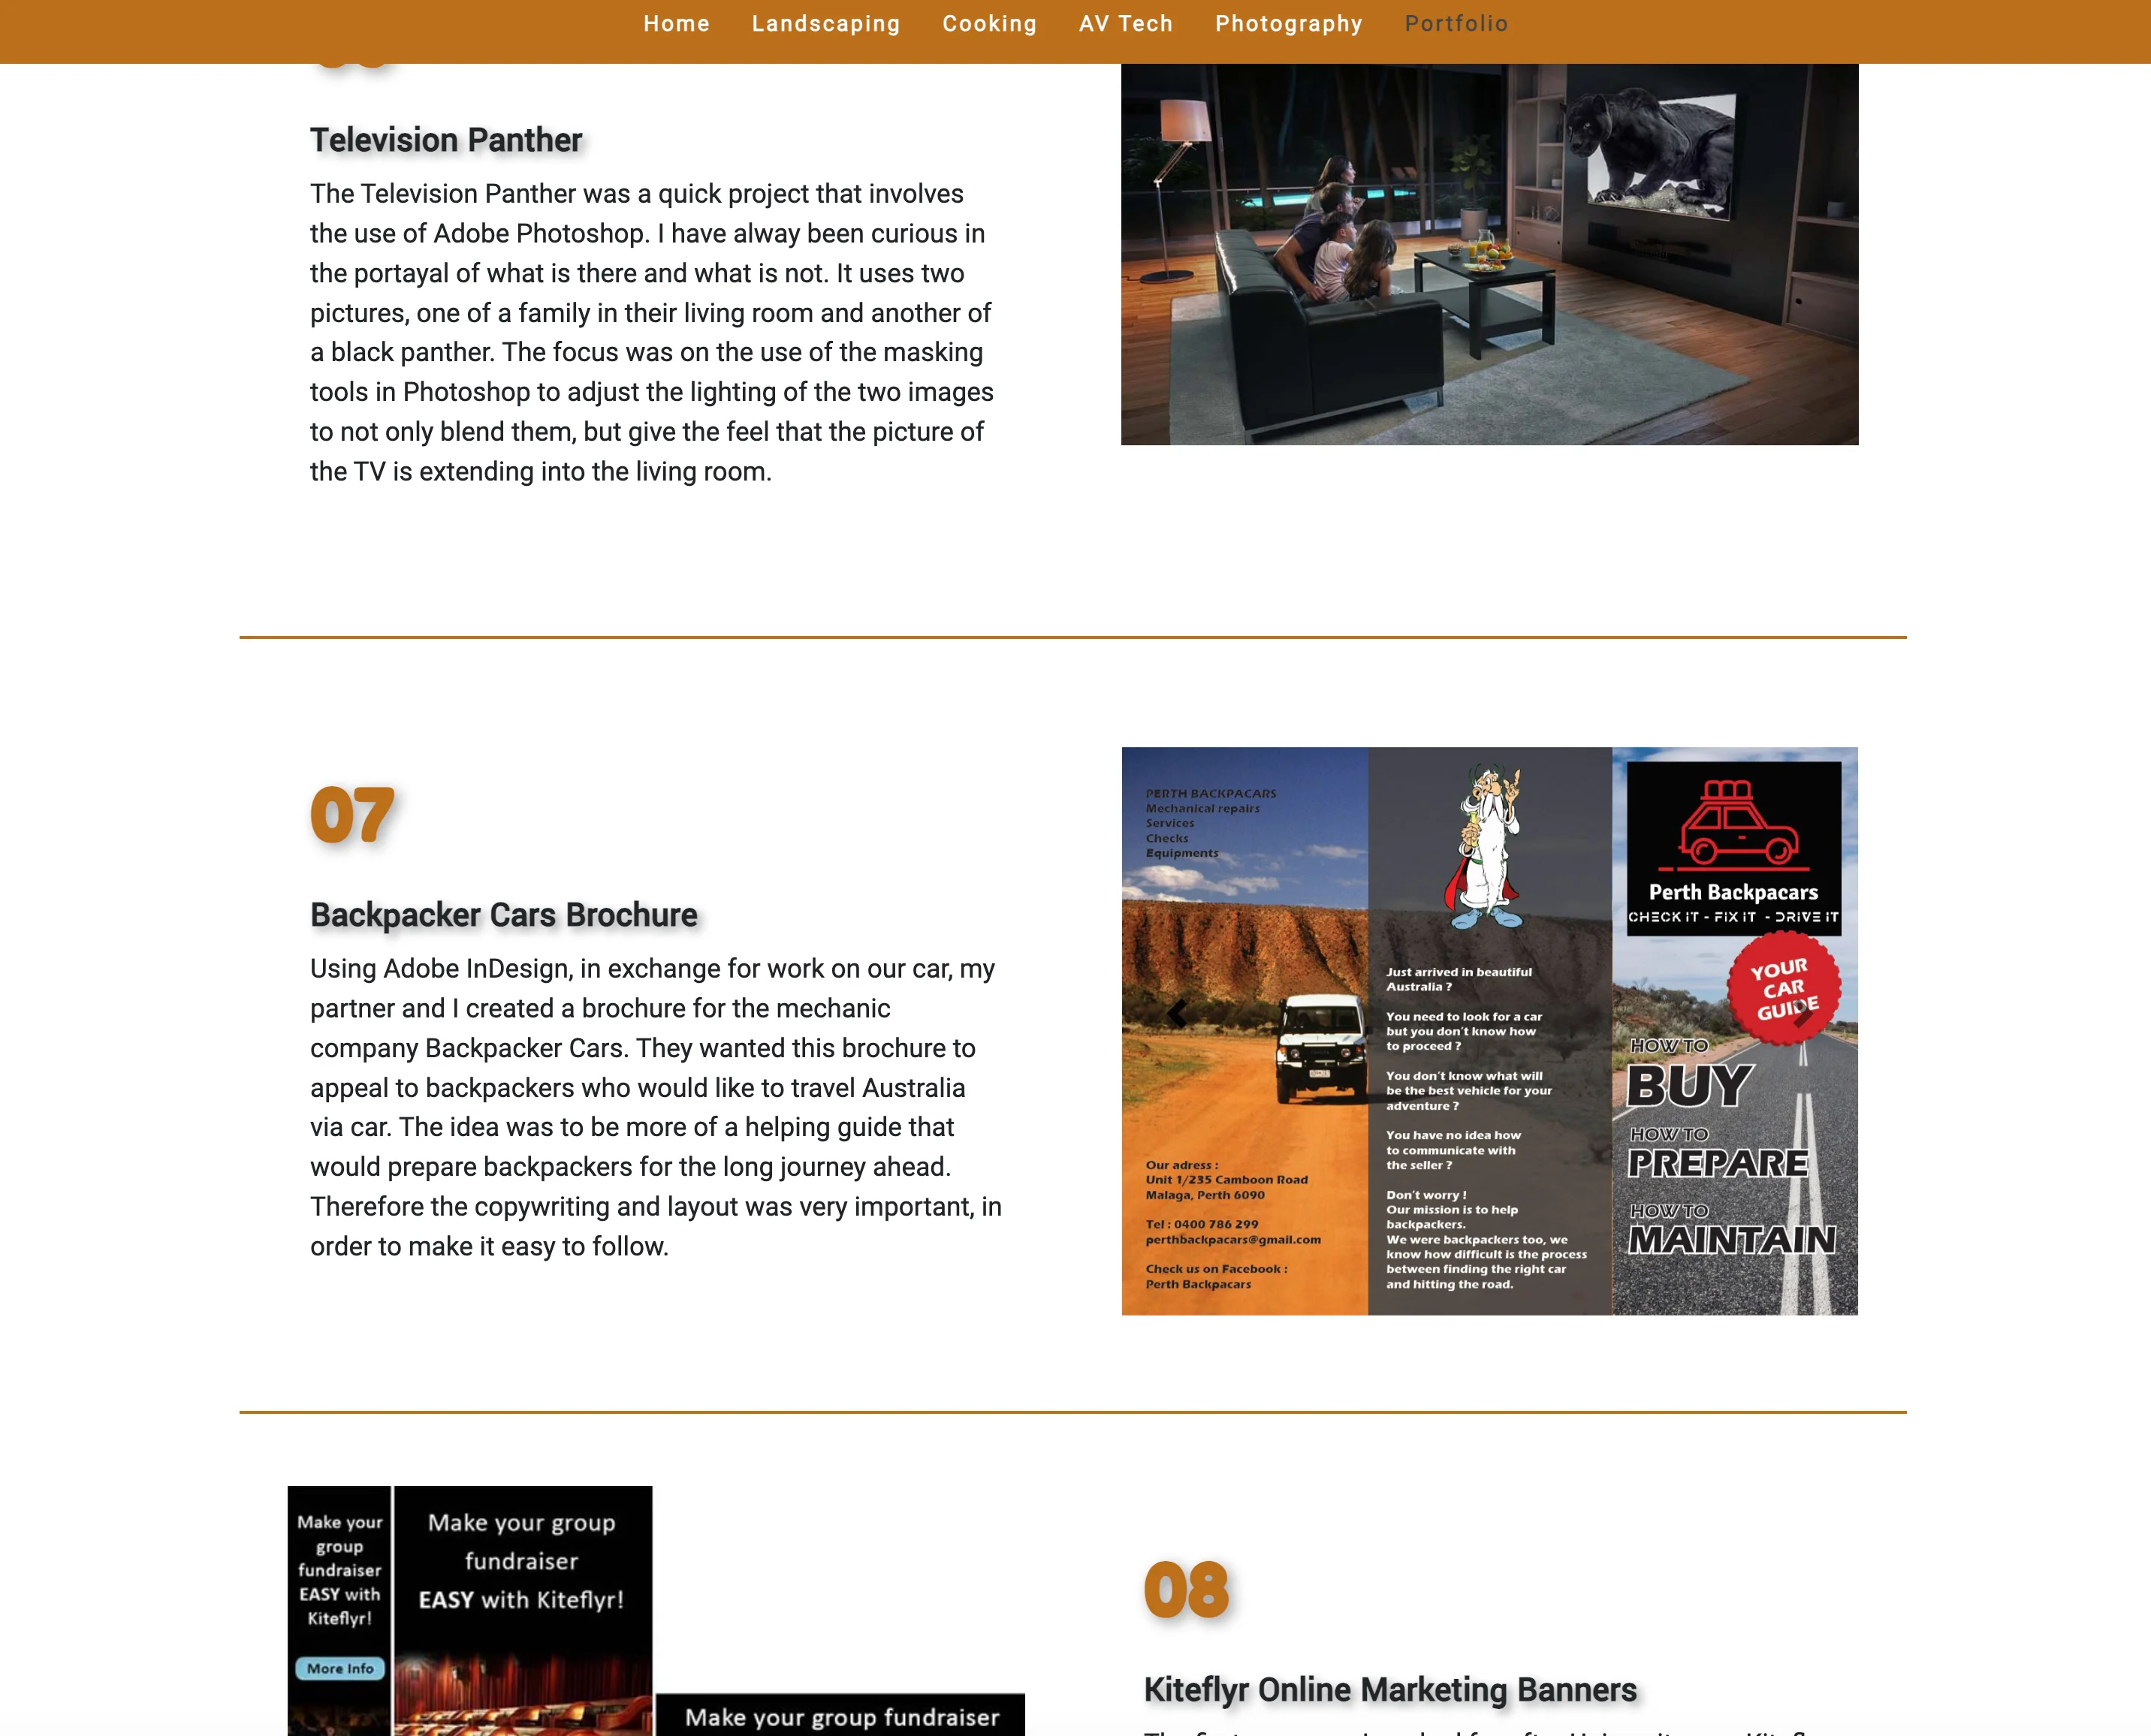 Home Landscaping Cooking AV Tech Photography Portfolio
Television Panther
The Television Panther was a quick project that involves
the use of Adobe Photoshop. I have alway been curious in
the portayal of what is there and what is not. It uses two
pictures, one of a family in their living room and another of
a black panther. The focus was on the use of the masking
tools in Photoshop to adjust the lighting of the two images
to not only blend them, but give the feel that the picture of
the TV is extending into the living room.
07
Backpacker Cars Brochure
Using Adobe InDesign, in exchange for work on our car, my
partner and I created a brochure for the mechanic
company Backpacker Cars. They wanted this brochure to
appeal to backpackers who would like to travel Australia
via car. The idea was to be more of a helping guide that
would prepare backpackers for the long journey ahead.
Therefore the copywriting and layout was very important, in
order to make it easy to follow.
PERTH BACKPACARS
Mechanical repairs
Services
Checks
Equipments
Our adress :
Unit 1/235 Camboon Road
Malaga, Perth 6090
Tel : 0400 786 299
perthbackpacars@gmail.com
Check us on Facebook :
Perth Backpacars
Just arrived in beautiful
Australia ?
You need to look for a car
but you don't know how
to proceed ?
You don't know what will
be the best vehicle for your
adventure ?
You have no idea how
to communicate with
the seller ?
Don't worry !
Our mission is to help
backpackers.
We were backpackers too, we
know how difficult is the process
between finding the right car
and hitting the road.
Perth Backpacars
CHECK IT - FIX IT - DRIVE IT
YOUR
CAR
GUIDE
HOW TO
BUY
HOW TO
PREPARE
HOW TO
MAINTAIN
Make your
group
fundraiser
EASY with
Kiteflyr!
More Info
Make your group
fundraiser
EASY with Kiteflyr!
Make your group fundraiser
08
Kiteflyr Online Marketing Banners